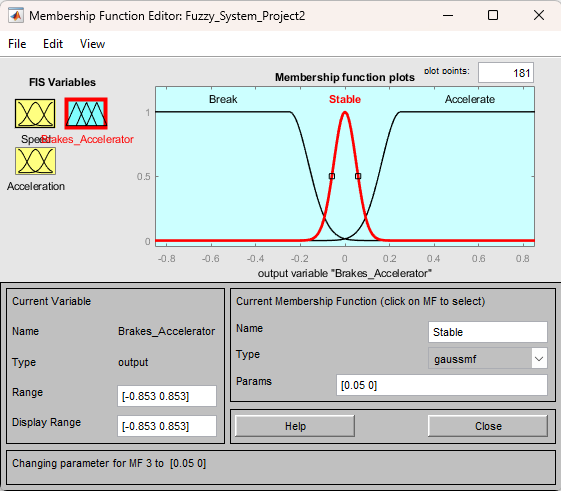 Membership Function Editor: Fuzzy_System_Project2
File Edit View
FIS Variables
Speed
Brakes_Accelerator
Acceleration
Membership function plots
plot points: 181
Break Stable Accelerate
1
0.5
0
-0.8 -0.6 -0.4 -0.2 0 0.2 0.4 0.6 0.8
output variable "Brakes_Accelerator"
Current Variable
Name Brakes_Accelerator
Type output
Range [-0.853 0.853]
Display Range [-0.853 0.853]
Current Membership Function (click on MF to select)
Name Stable
Type gaussmf
Params [0.05 0]
Help Close
Changing parameter for MF 3 to [0.05 0]